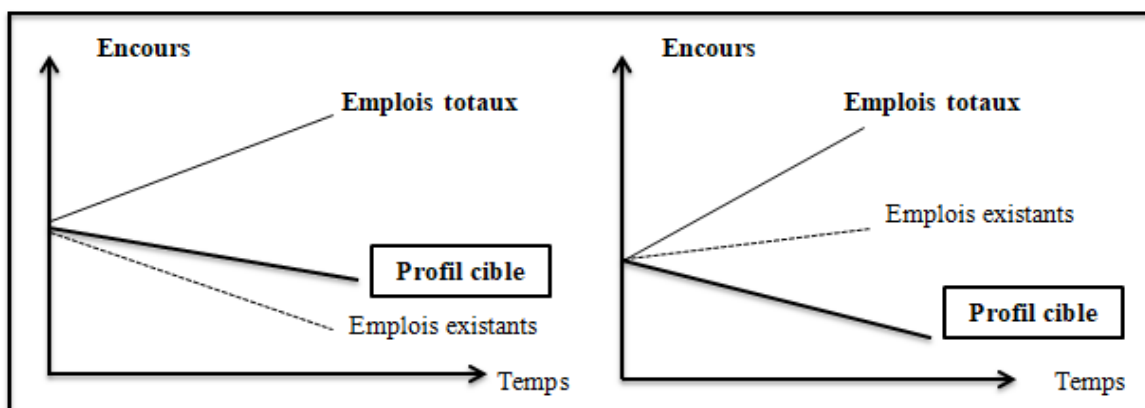 Encours
Emplois totaux
Profil cible
Emplois existants
Temps
Encours
Emplois totaux
Emplois existants
Profil cible
Temps